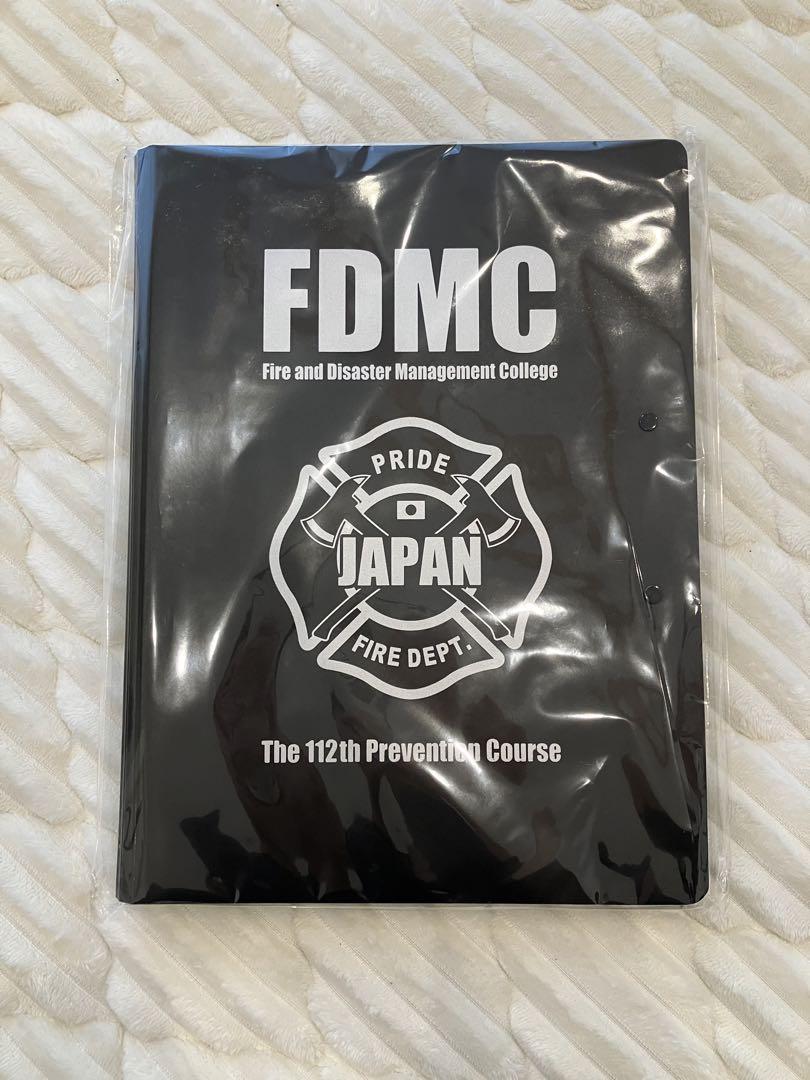 FDMC
Fire and Disaster Management College
PRIDE
JAPAN
FIRE DEPT.
The 112th Prevention Course